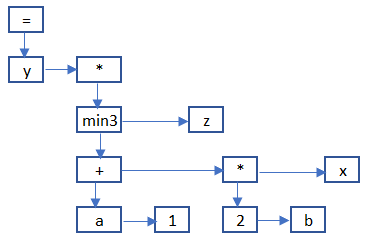 =
y *
min3 z
+ * x
a 1 2 b